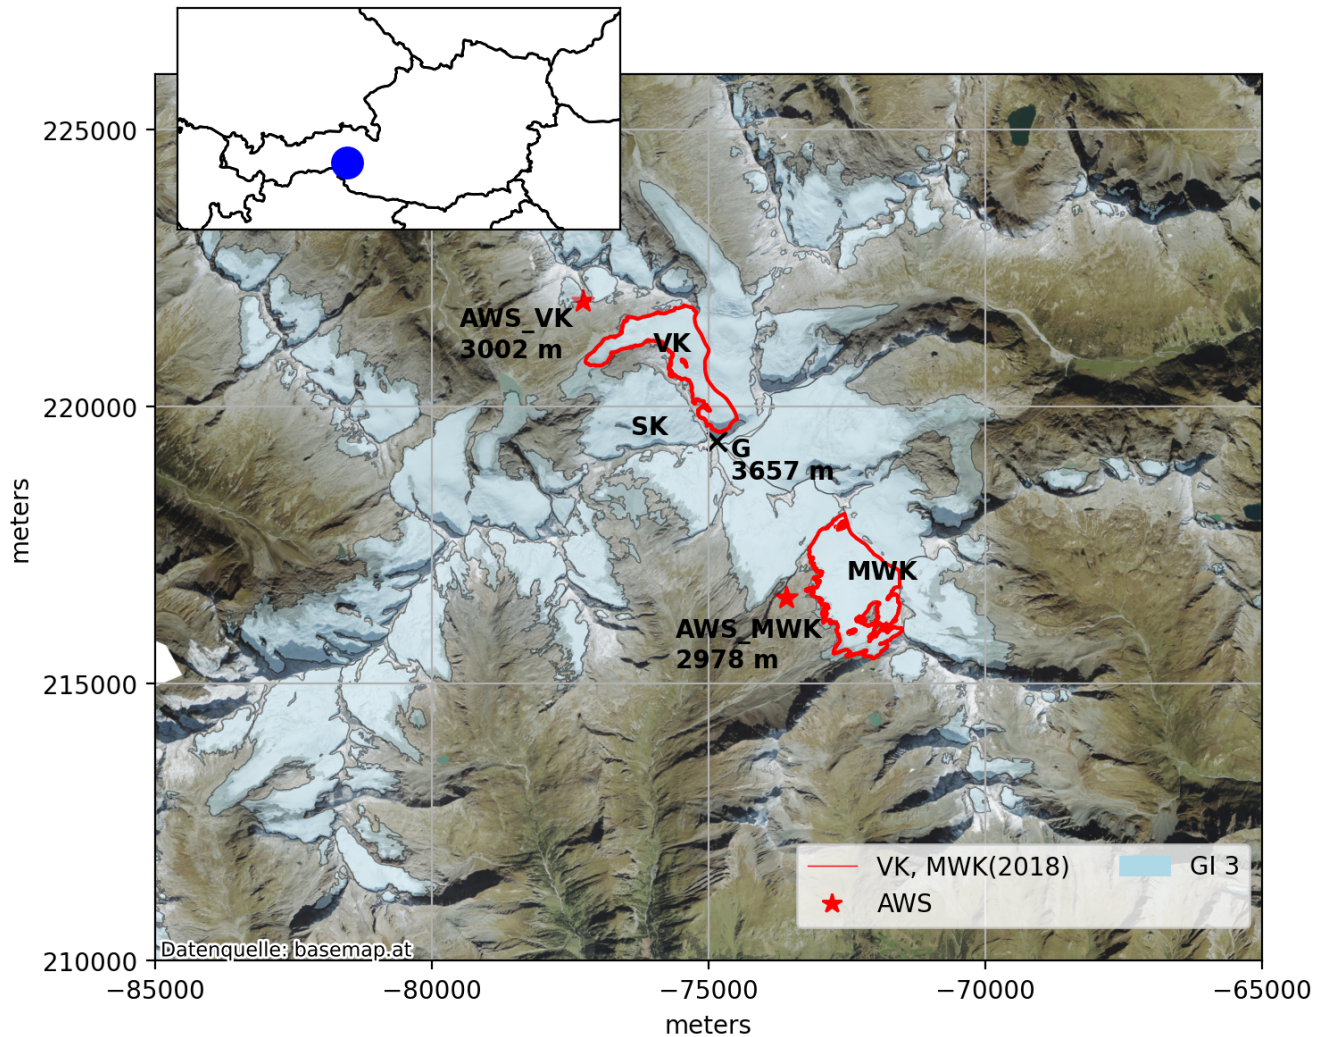 225000
220000
215000
210000
meters
AWS_VK
3002 m
VK
SK
G
3657 m
MWK
AWS_MWK
2978 m
VK, MWK(2018)
AWS
GI 3
Datenquelle: basemap.at
−85000
−80000
−75000
−70000
−65000
meters